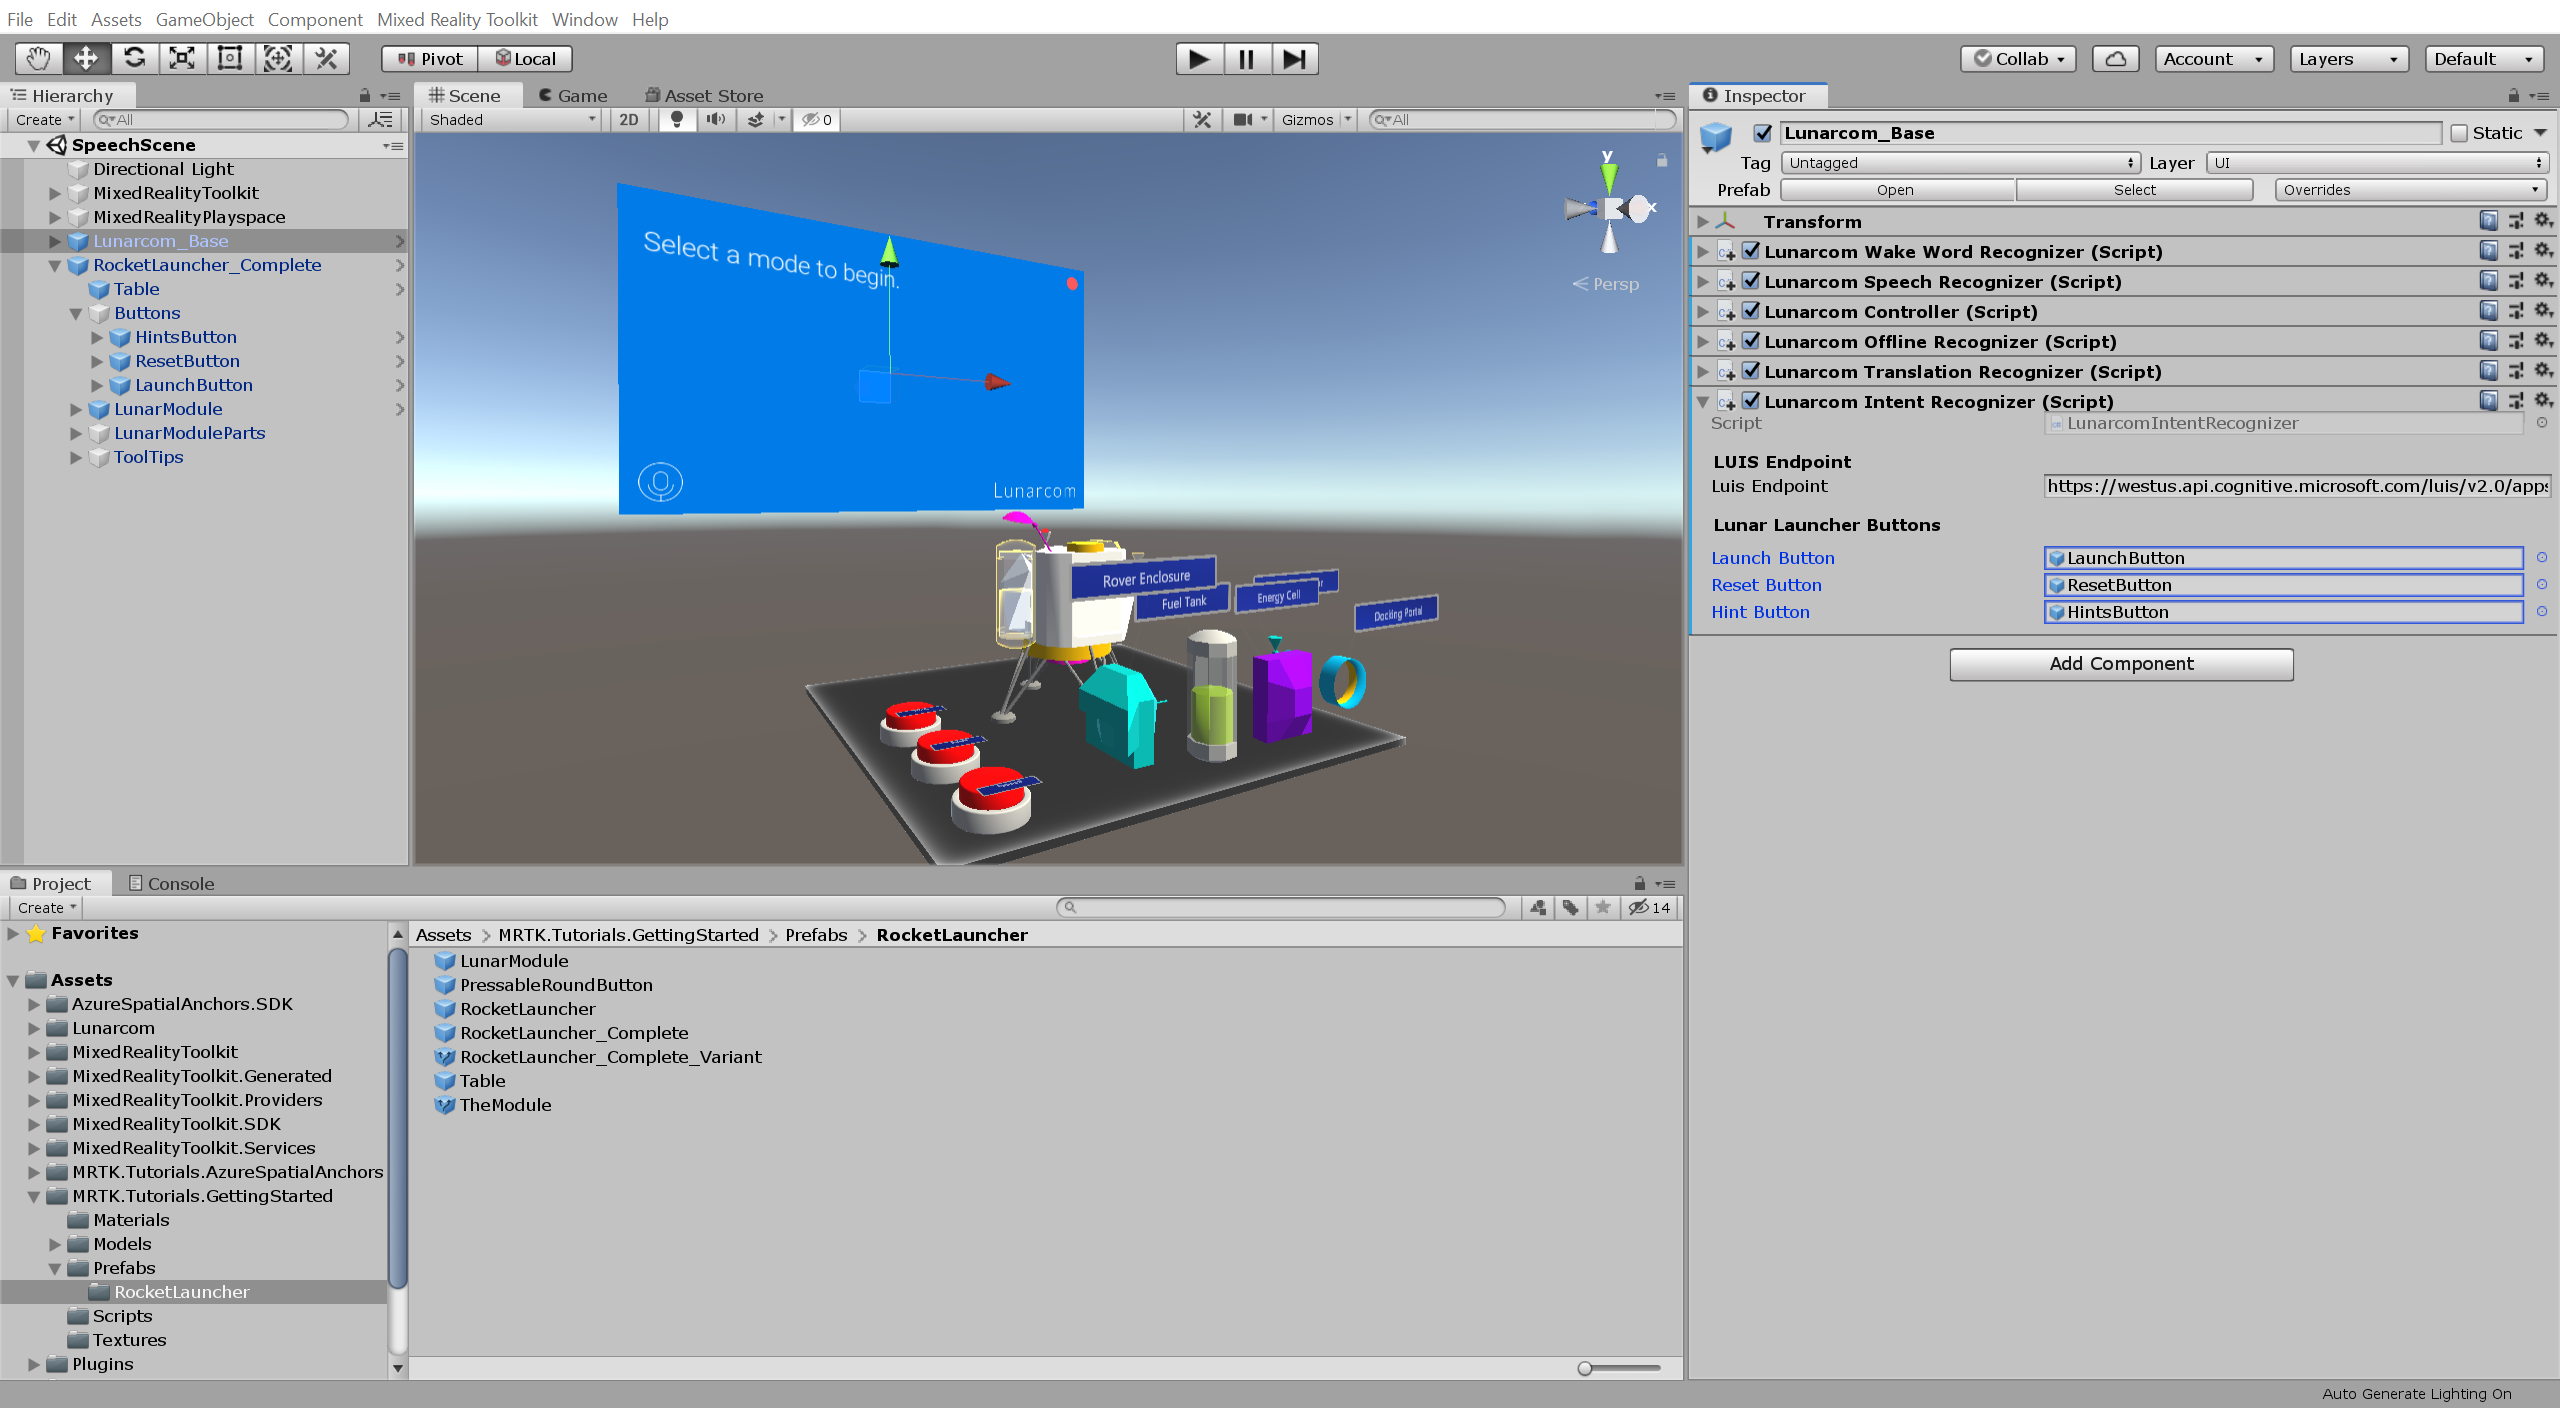 File Edit Assets GameObject Component Mixed Reality Toolkit Window Help
Pivot Local
Collab Account Layers Default
Hierarchy
Create All
SpeechScene
Directional Light
MixedRealityToolkit
MixedRealityPlayspace
Lunarcom_Base
RocketLauncher_Complete
Table
Buttons
HintsButton
ResetButton
LaunchButton
LunarModule
LunarModuleParts
ToolTips
Scene Game Asset Store
Shaded 2D 0 Gizmos All
y
x
Persp
Select a mode to begin.
Lunarcom
Rover Enclosure
Fuel Tank
Energy Cell
Docking Portal
Inspector
Lunarcom_Base Static
Tag Untagged Layer UI
Prefab Open Select Overrides
Transform
Lunarcom Wake Word Recognizer (Script)
Lunarcom Speech Recognizer (Script)
Lunarcom Controller (Script)
Lunarcom Offline Recognizer (Script)
Lunarcom Translation Recognizer (Script)
Lunarcom Intent Recognizer (Script)
Script LunarcomIntentRecognizer
LUIS Endpoint
Luis Endpoint https://westus.api.cognitive.microsoft.com/luis/v2.0/apps
Lunar Launcher Buttons
Launch Button LaunchButton
Reset Button ResetButton
Hint Button HintsButton
Add Component
Project Console
Create 14
Favorites
Assets
AzureSpatialAnchors.SDK
Lunarcom
MixedRealityToolkit
MixedRealityToolkit.Generated
MixedRealityToolkit.Providers
MixedRealityToolkit.SDK
MixedRealityToolkit.Services
MRTK.Tutorials.AzureSpatialAnchors
MRTK.Tutorials.GettingStarted
Materials
Models
Prefabs
RocketLauncher
Scripts
Textures
Plugins
Assets > MRTK.Tutorials.GettingStarted > Prefabs > RocketLauncher
LunarModule
PressableRoundButton
RocketLauncher
RocketLauncher_Complete
RocketLauncher_Complete_Variant
Table
TheModule
Auto Generate Lighting On